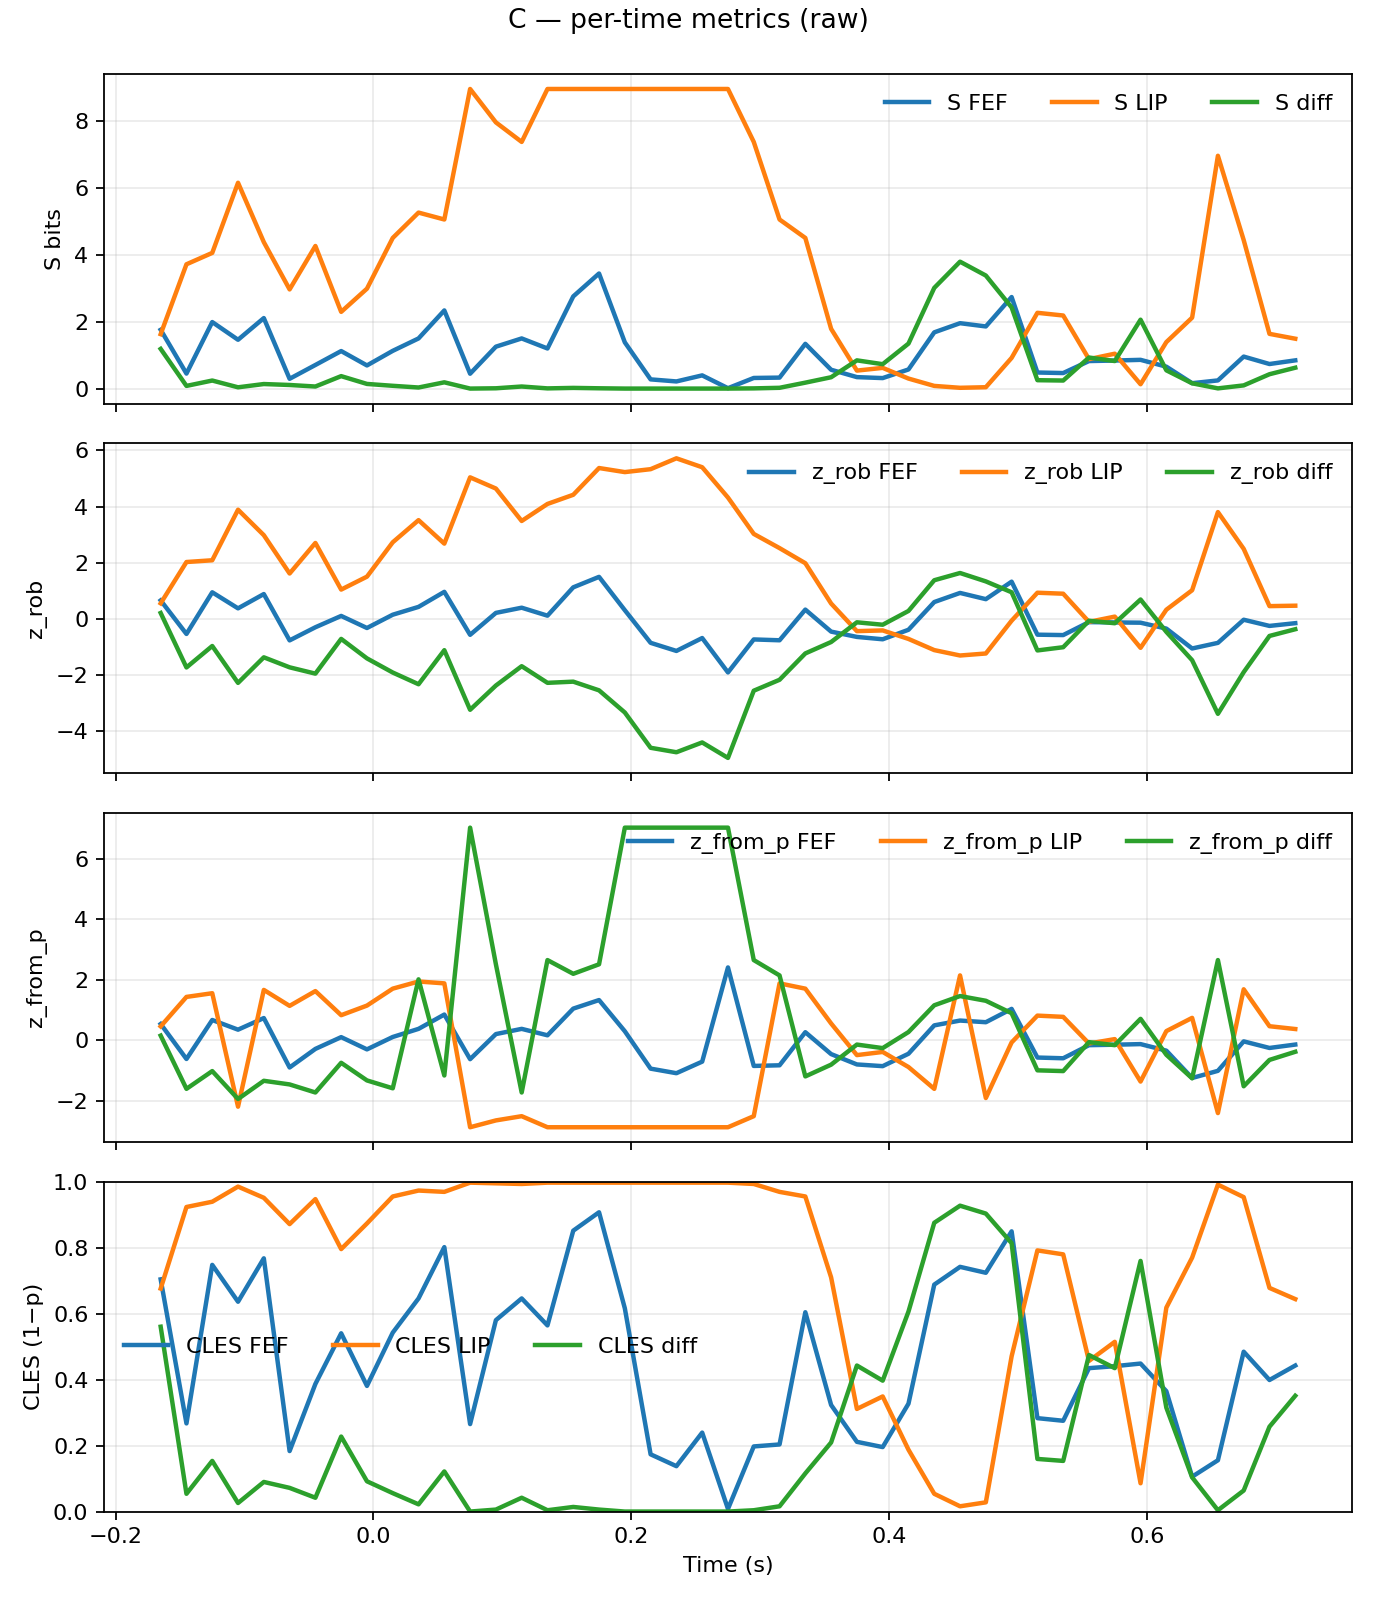 C — per-time metrics (raw)
S FEF S LIP S diff
8
6
4
2
0
S bits
z_rob FEF z_rob LIP z_rob diff
6
4
2
0
−2
−4
z_rob
z_from_p FEF z_from_p LIP z_from_p diff
6
4
2
0
−2
z_from_p
CLES FEF CLES LIP CLES diff
1.0
0.8
0.6
0.4
0.2
0.0
CLES (1−p)
−0.2 0.0 0.2 0.4 0.6
Time (s)